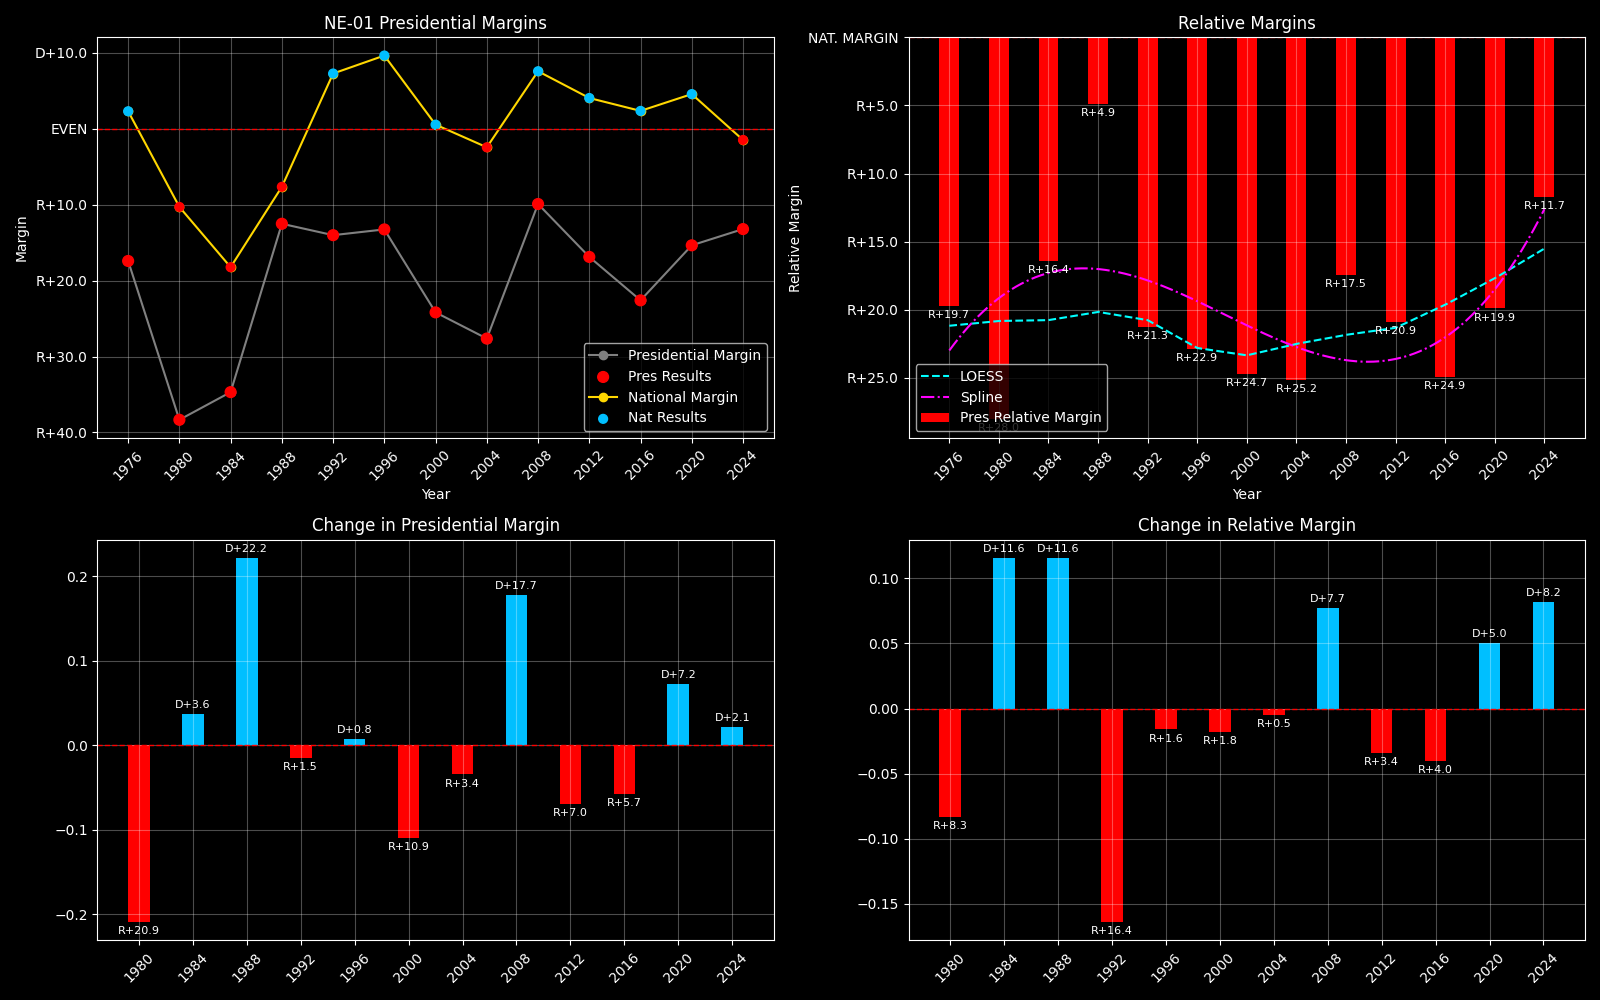 NE-01 Presidential Margins
D+10.0
EVEN
R+10.0
R+20.0
R+30.0
R+40.0
Margin
Presidential Margin
Pres Results
National Margin
Nat Results
1976 1980 1984 1988 1992 1996 2000 2004 2008 2012 2016 2020 2024
Year
Relative Margins
NAT. MARGIN
R+5.0
R+10.0
R+15.0
R+20.0
R+25.0
Relative Margin
R+19.7
R+28.0
R+16.4
R+4.9
R+21.3
R+22.9
R+24.7
R+25.2
R+17.5
R+20.9
R+24.9
R+19.9
R+11.7
LOESS
Spline
Pres Relative Margin
1976 1980 1984 1988 1992 1996 2000 2004 2008 2012 2016 2020 2024
Year
Change in Presidential Margin
0.2
0.1
0.0
−0.1
−0.2
R+20.9
D+3.6
D+22.2
R+1.5
D+0.8
R+10.9
R+3.4
D+17.7
R+7.0
R+5.7
D+7.2
D+2.1
1980 1984 1988 1992 1996 2000 2004 2008 2012 2016 2020 2024
Change in Relative Margin
0.10
0.05
0.00
−0.05
−0.10
−0.15
R+8.3
D+11.6
D+11.6
R+16.4
R+1.6
R+1.8
R+0.5
D+7.7
R+3.4
R+4.0
D+5.0
D+8.2
1980 1984 1988 1992 1996 2000 2004 2008 2012 2016 2020 2024